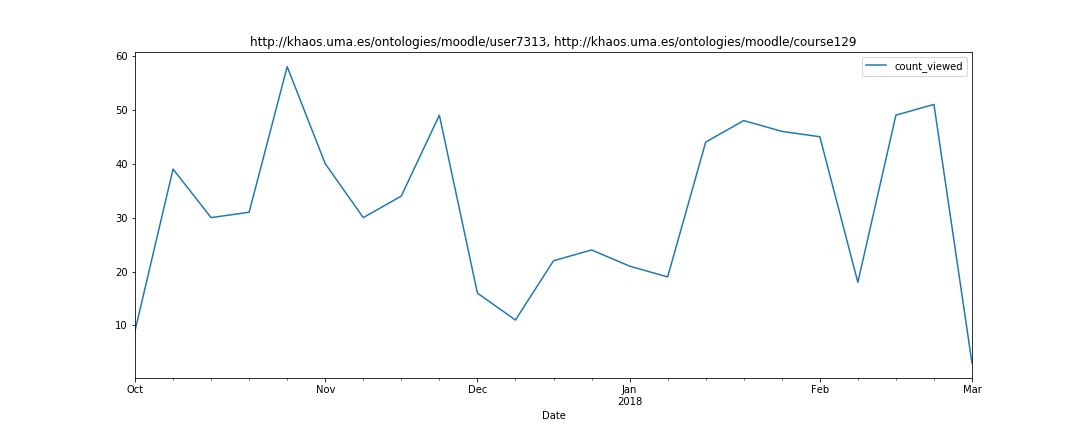 http://khaos.uma.es/ontologies/moodle/user7313, http://khaos.uma.es/ontologies/moodle/course129
count_viewed
60
50
40
30
20
10
Oct Nov Dec Jan Feb Mar
2018
Date